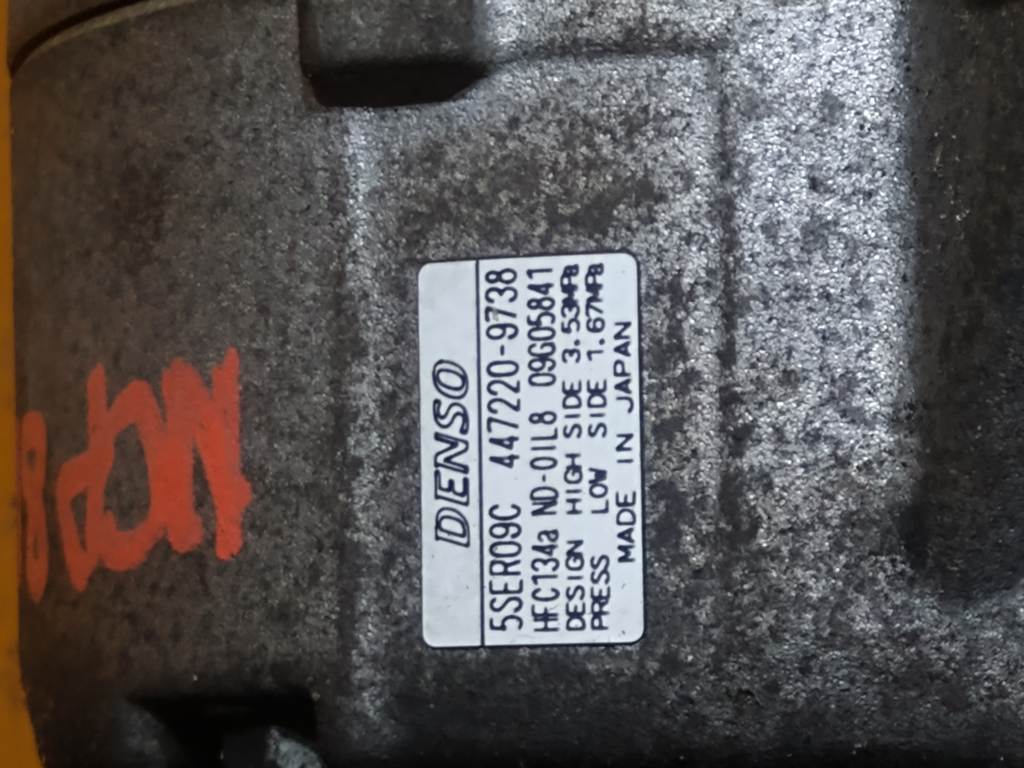 DENSO
5SER09C 447220-9738
HFC134a ND-OIL8 09G05841
DESIGN HIGH SIDE 3.53MPa
PRESS LOW SIDE 1.67MPa
MADE IN JAPAN